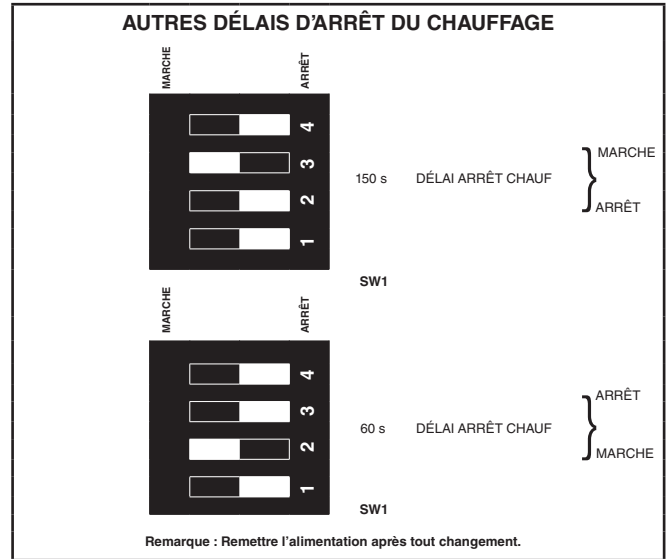 AUTRES DÉLAIS D'ARRÊT DU CHAUFFAGE
MARCHE
ARRÊT
4
3
2
1
150 s DÉLAI ARRÊT CHAUF
MARCHE
ARRÊT
SW1
MARCHE
ARRÊT
4
3
2
1
60 s DÉLAI ARRÊT CHAUF
ARRÊT
MARCHE
SW1
Remarque : Remettre l'alimentation après tout changement.